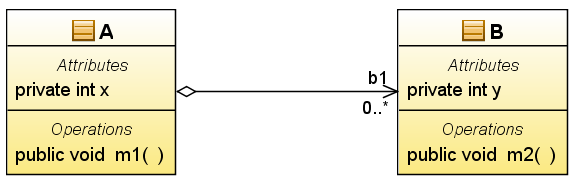 A
Attributes
private int x
Operations
public void m1( )
b1
0..*
B
Attributes
private int y
Operations
public void m2( )